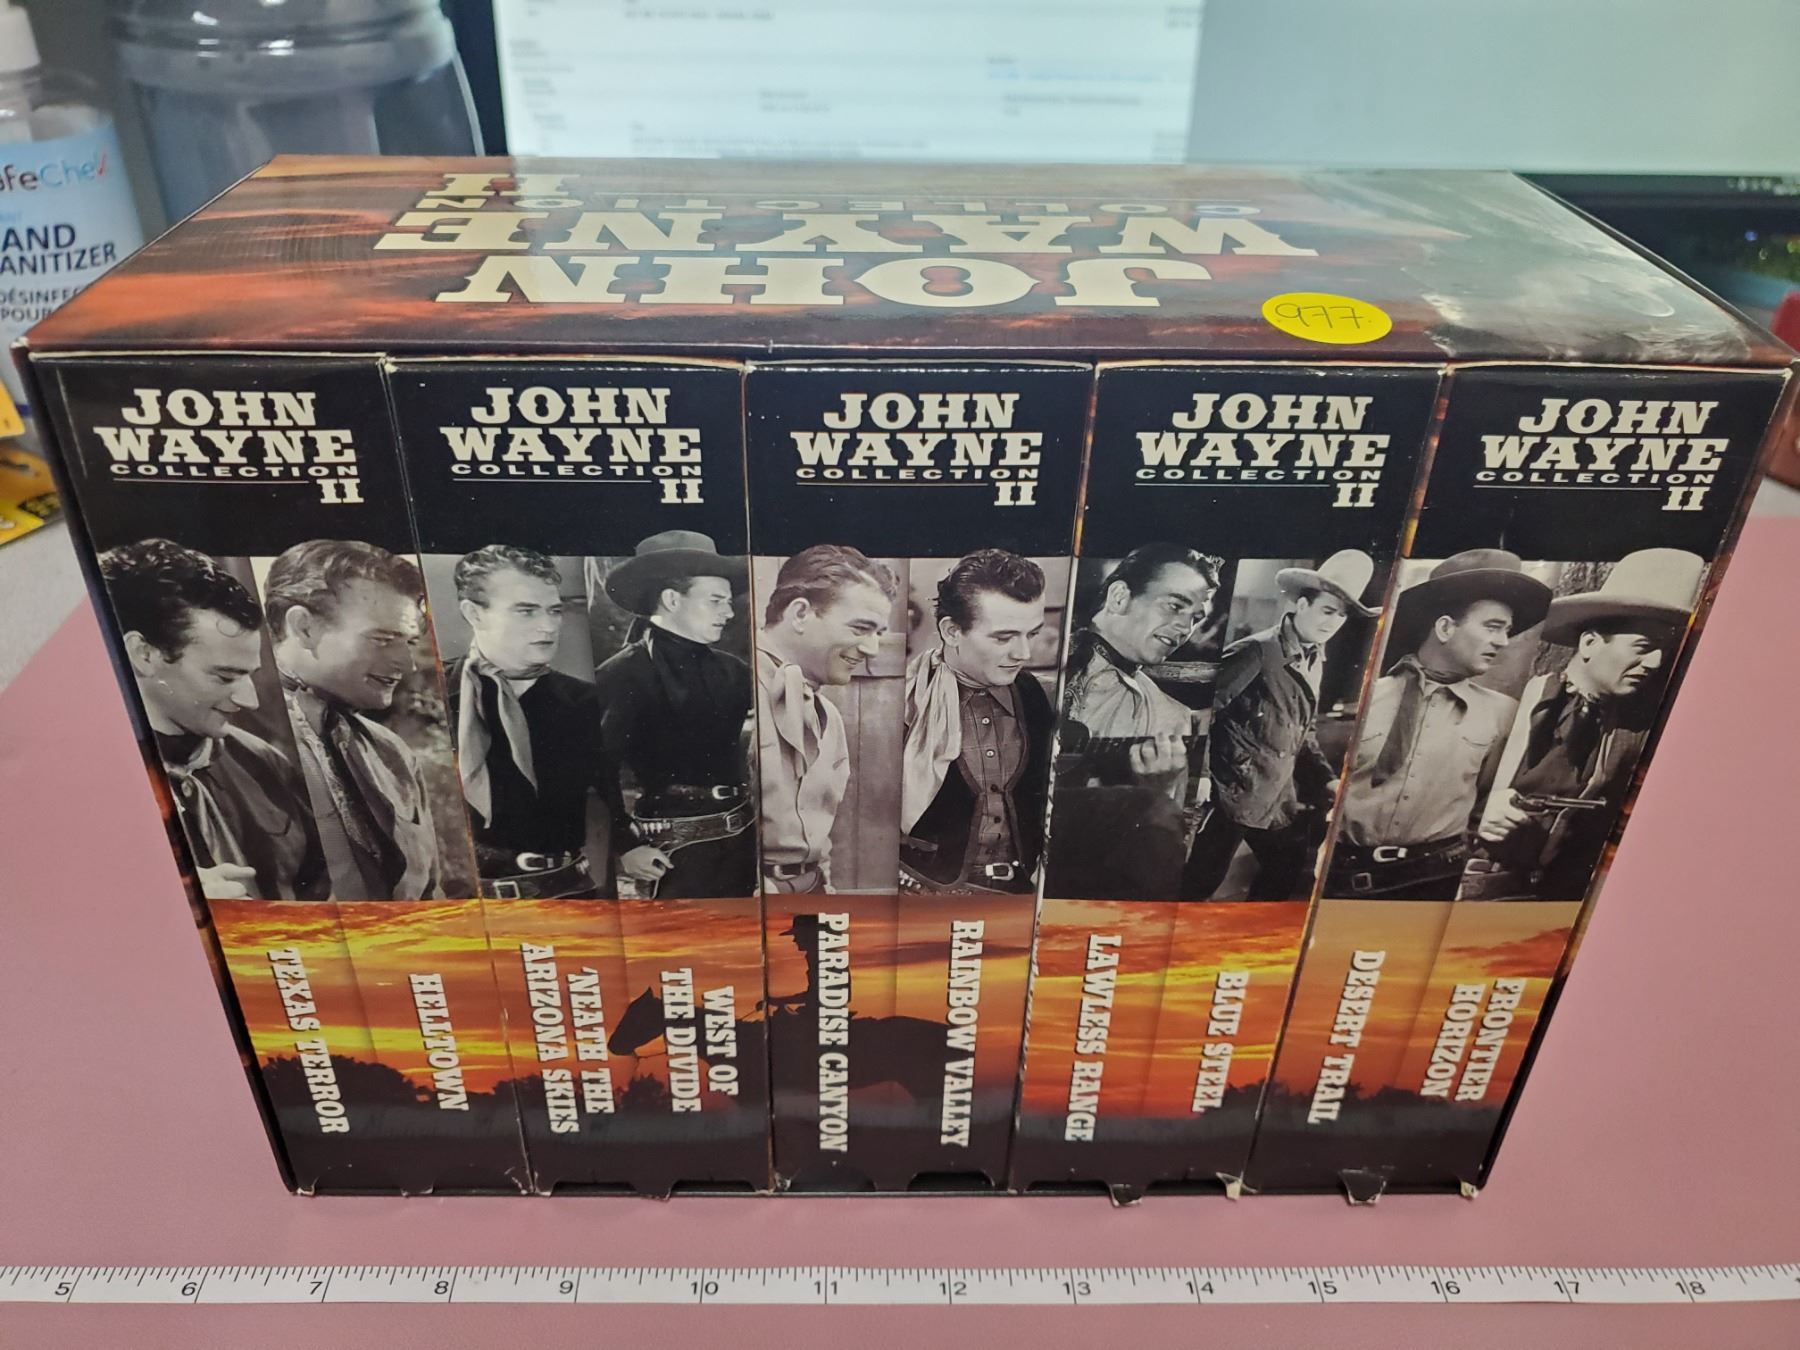 JOHN
WAYNE
COLLECTION
II
977
JOHN
WAYNE
COLLECTION
II
TEXAS TERROR
HELLTOWN
JOHN
WAYNE
COLLECTION
II
'NEATH THE
ARIZONA SKIES
WEST OF
THE DIVIDE
JOHN
WAYNE
COLLECTION
II
PARADISE CANYON
RAINBOW VALLEY
JOHN
WAYNE
COLLECTION
II
LAWLESS RANGE
BLUE STEEL
JOHN
WAYNE
COLLECTION
II
DESERT TRAIL
FRONTIER
HORIZON
feChe
AND
ANITIZER
DÉSINFE
POUR
5 6 7 8 9 10 11 12 13 14 15 16 17 18